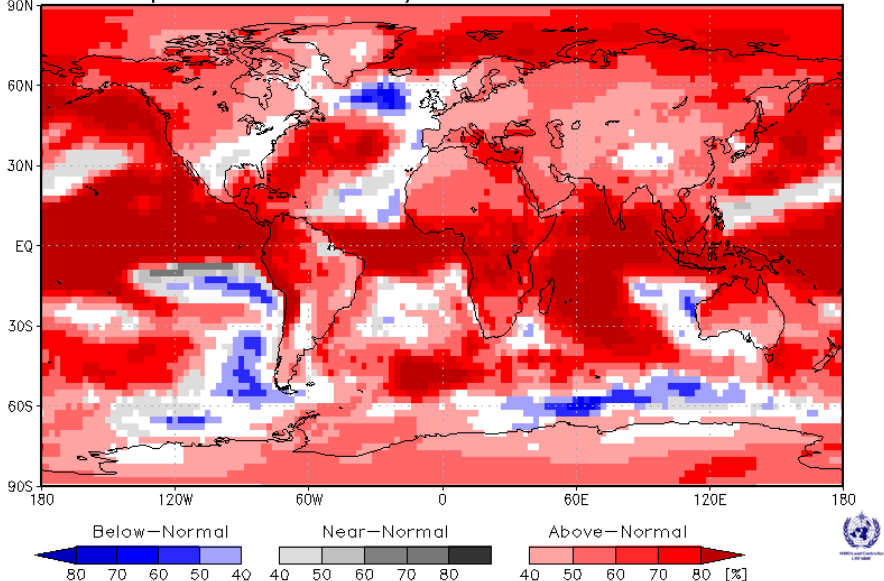 90N
60N
30N
EQ
30S
60S
90S
180 120W 60W 0 60E 120E 180
Below-Normal Near-Normal Above-Normal
80 70 60 50 40 40 50 60 70 80 40 50 60 70 80 [%]